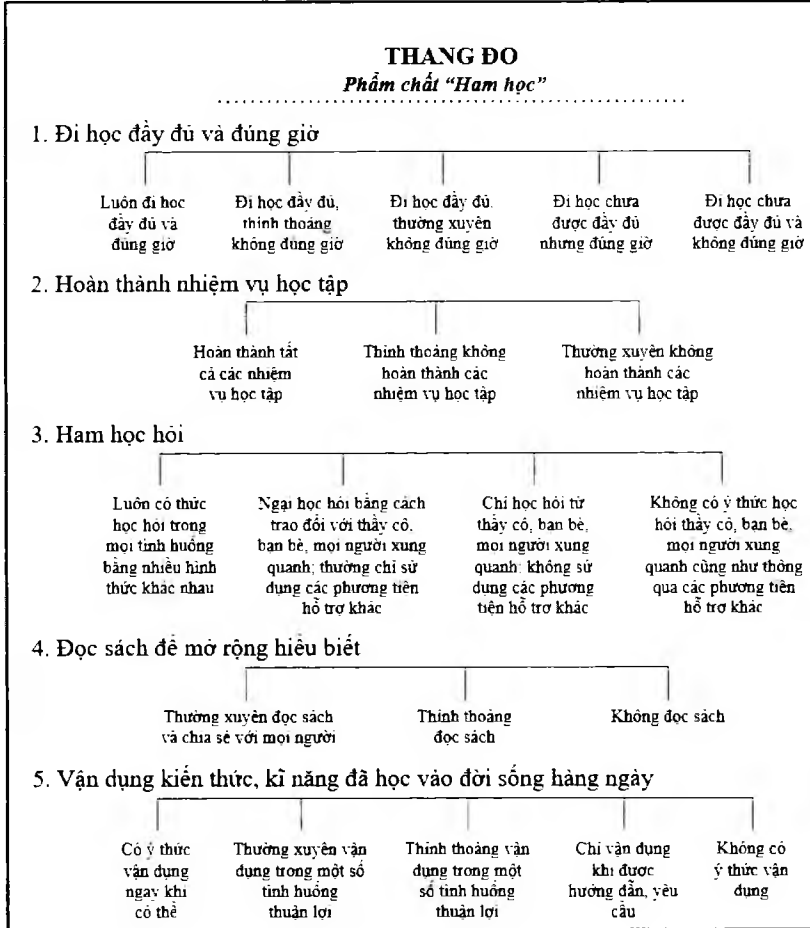 THANG ĐO
Phẩm chất “Ham học”
1. Đi học đầy đủ và đúng giờ
Luôn đi học
đầy đủ và
đúng giờ
Đi học đầy đủ,
thỉnh thoảng
không đúng giờ
Đi học đầy đủ.
thường xuyên
không đúng giờ
Đi học chưa
được đầy đủ
nhưng đúng giờ
Đi học chưa
được đầy đủ và
không đúng giờ
2. Hoàn thành nhiệm vụ học tập
Hoàn thành tất
cả các nhiệm
vụ học tập
Thỉnh thoảng không
hoàn thành các
nhiệm vụ học tập
Thường xuyên không
hoàn thành các
nhiệm vụ học tập
3. Ham học hỏi
Luôn có thức
học hỏi trong
mọi tình huống
bằng nhiều hình
thức khác nhau
Ngại học hỏi bằng cách
trao đổi với thầy cô.
bạn bè, mọi người xung
quanh; thường chỉ sử
dụng các phương tiện
hỗ trợ khác
Chỉ học hỏi từ
thầy cô, bạn bè,
mọi người xung
quanh; không sử
dụng các phương
tiện hỗ trợ khác
Không có ý thức học
hỏi thầy cô, bạn bè.
mọi người xung
quanh cũng như thông
qua các phương tiện
hỗ trợ khác
4. Đọc sách để mở rộng hiểu biết
Thường xuyên đọc sách
và chia sẻ với mọi người
Thỉnh thoảng
đọc sách
Không đọc sách
5. Vận dụng kiến thức, kĩ năng đã học vào đời sống hàng ngày
Có ý thức
vận dụng
ngay khi
có thể
Thường xuyên vận
dụng trong một số
tình huống
thuận lợi
Thỉnh thoảng vận
dụng trong một
số tình huống
thuận lợi
Chỉ vận dụng
khi được
hướng dẫn, yêu
cầu
Không có
ý thức vận
dụng